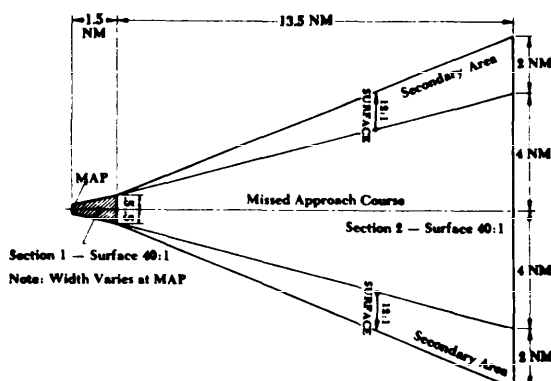 1.5
NM
13.5 NM
Secondary Area
2 NM
SURFACE
12:1
4 NM
MAP
Missed Approach Course
Section 1 — Surface 40:1
Section 2 — Surface 40:1
Note: Width Varies at MAP
4 NM
SURFACE
12:1
Secondary Area
2 NM